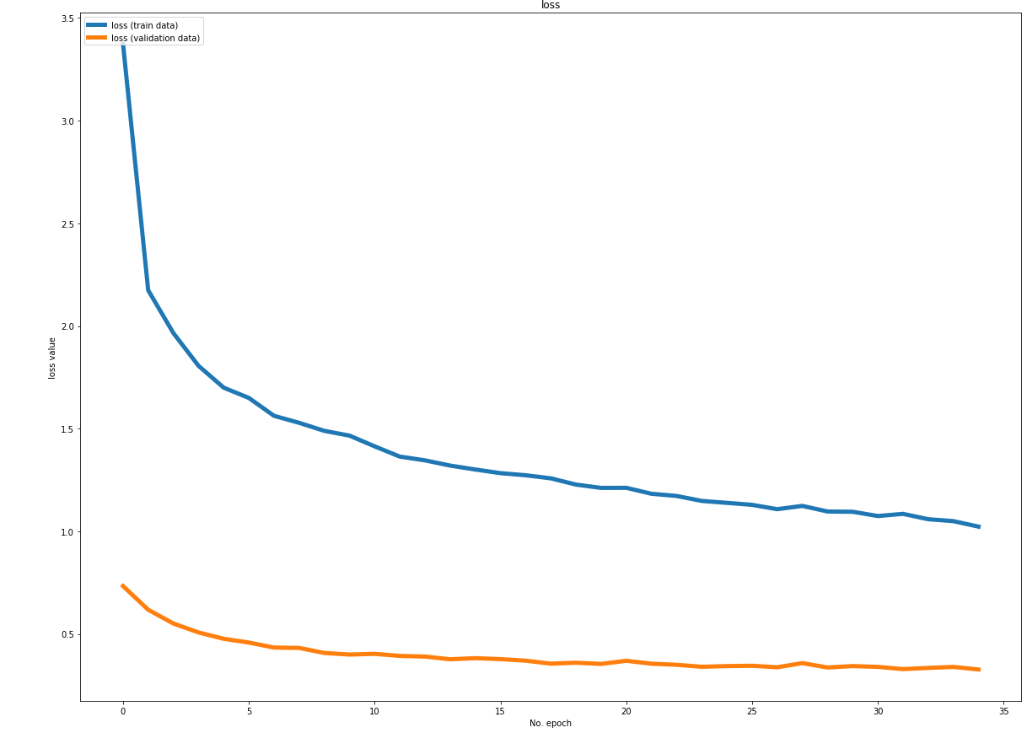 loss
loss (train data)
loss (validation data)
3.5
3.0
2.5
2.0
1.5
1.0
0.5
loss value
0 5 10 15 20 25 30 35
No. epoch